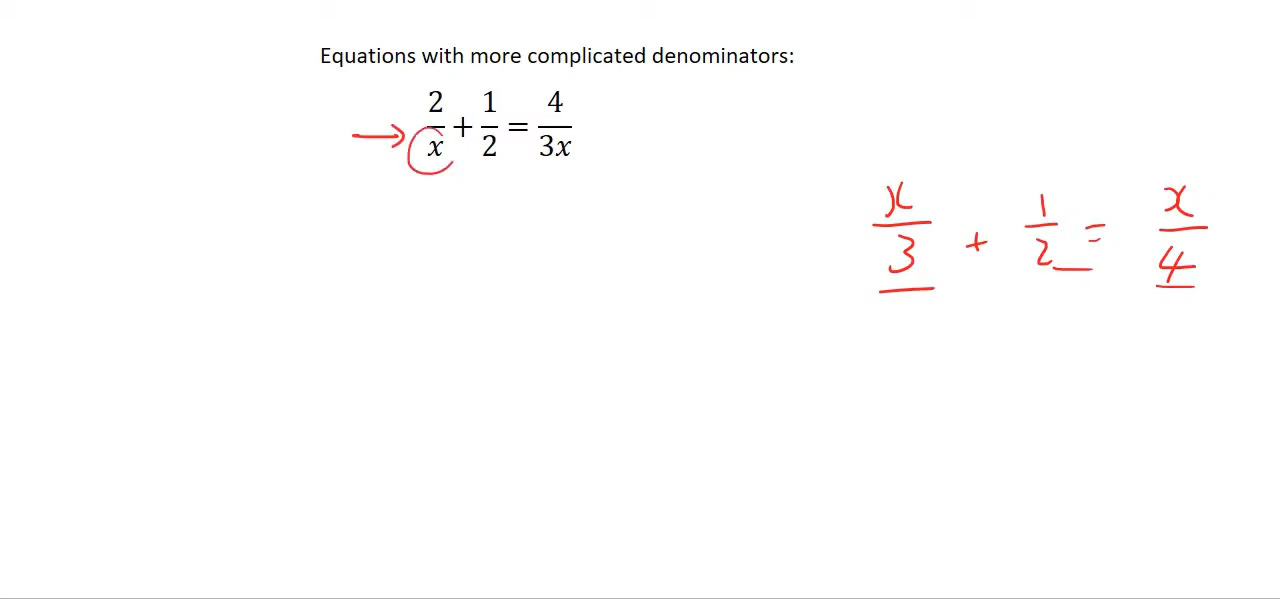 Equations with more complicated denominators:
2/x + 1/2 = 4/3x
x/3 + 1/2 = x/4